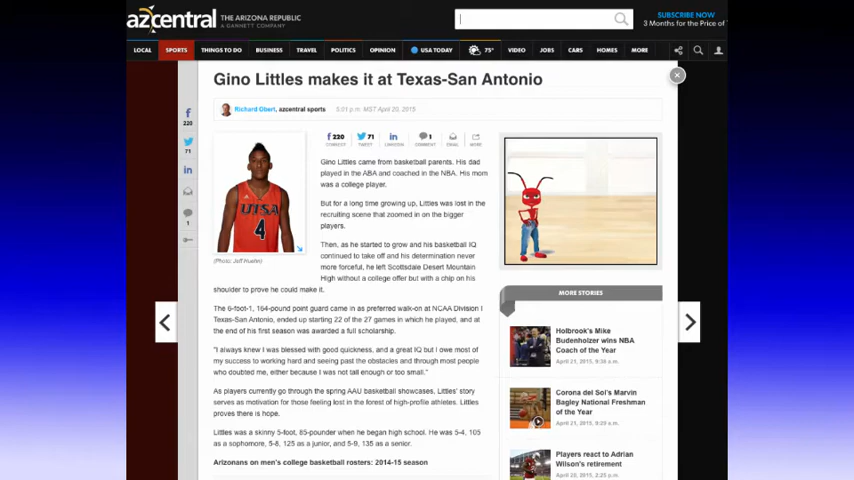 azcentral THE ARIZONA REPUBLIC
A GANNETT COMPANY
SUBSCRIBE NOW
3 Months for the Price of
LOCAL SPORTS THINGS TO DO BUSINESS TRAVEL POLITICS OPINION USA TODAY 75° VIDEO JOBS CARS HOMES MORE
Gino Littles makes it at Texas-San Antonio
Richard Obert, azcentral sports 5:01 p.m. MST April 20, 2015
220
71
1
220
CONNECT
71
TWEET
LINKEDIN
1
COMMENT
EMAIL
MORE
UTSA
4
(Photo: Jeff Huehn)
Gino Littles came from basketball parents. His dad
played in the ABA and coached in the NBA. His mom
was a college player.
But for a long time growing up, Littles was lost in the
recruiting scene that zoomed in on the bigger
players.
Then, as he started to grow and his basketball IQ
continued to take off and his determination never
more forceful, he left Scottsdale Desert Mountain
High without a college offer but with a chip on his
shoulder to prove he could make it.
The 6-foot-1, 164-pound point guard came in as preferred walk-on at NCAA Division I
Texas-San Antonio, ended up starting 22 of the 27 games in which he played, and at
the end of his first season was awarded a full scholarship.
"I always knew I was blessed with good quickness, and a great IQ but I owe most of
my success to working hard and seeing past the obstacles and through most people
who doubted me, either because I was not tall enough or too small."
As players currently go through the spring AAU basketball showcases, Littles' story
serves as motivation for those feeling lost in the forest of high-profile athletes. Littles
proves there is hope.
Littles was a skinny 5-foot, 85-pounder when he began high school. He was 5-4, 105
as a sophomore, 5-8, 125 as a junior, and 5-9, 135 as a senior.
Arizonans on men's college basketball rosters: 2014-15 season
MORE STORIES
Holbrook's Mike
Budenholzer wins NBA
Coach of the Year
April 21, 2015, 9:36 a.m.
Corona del Sol's Marvin
Bagley National Freshman
of the Year
April 21, 2015, 9:29 a.m.
Players react to Adrian
Wilson's retirement
April 20, 2015, 2:25 a.m.